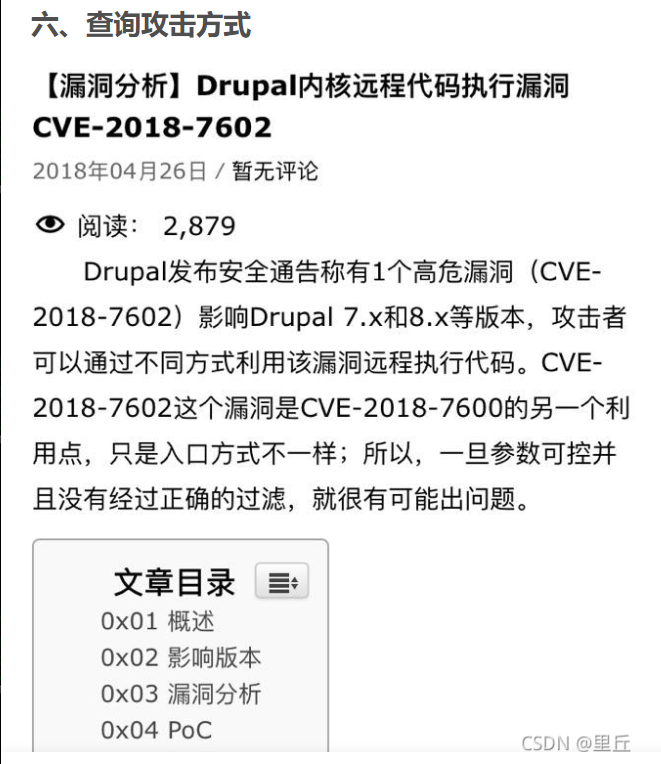 六、查询攻击方式
【漏洞分析】Drupal内核远程代码执行漏洞
CVE-2018-7602
2018年04月26日 / 暂无评论
阅读： 2,879
Drupal发布安全通告称有1个高危漏洞（CVE-
2018-7602）影响Drupal 7.x和8.x等版本，攻击者
可以通过不同方式利用该漏洞远程执行代码。CVE-
2018-7602这个漏洞是CVE-2018-7600的另一个利
用点，只是入口方式不一样；所以，一旦参数可控并
且没有经过正确的过滤，就很有可能出问题。
文章目录
0x01 概述
0x02 影响版本
0x03 漏洞分析
0x04 PoC
CSDN @里丘